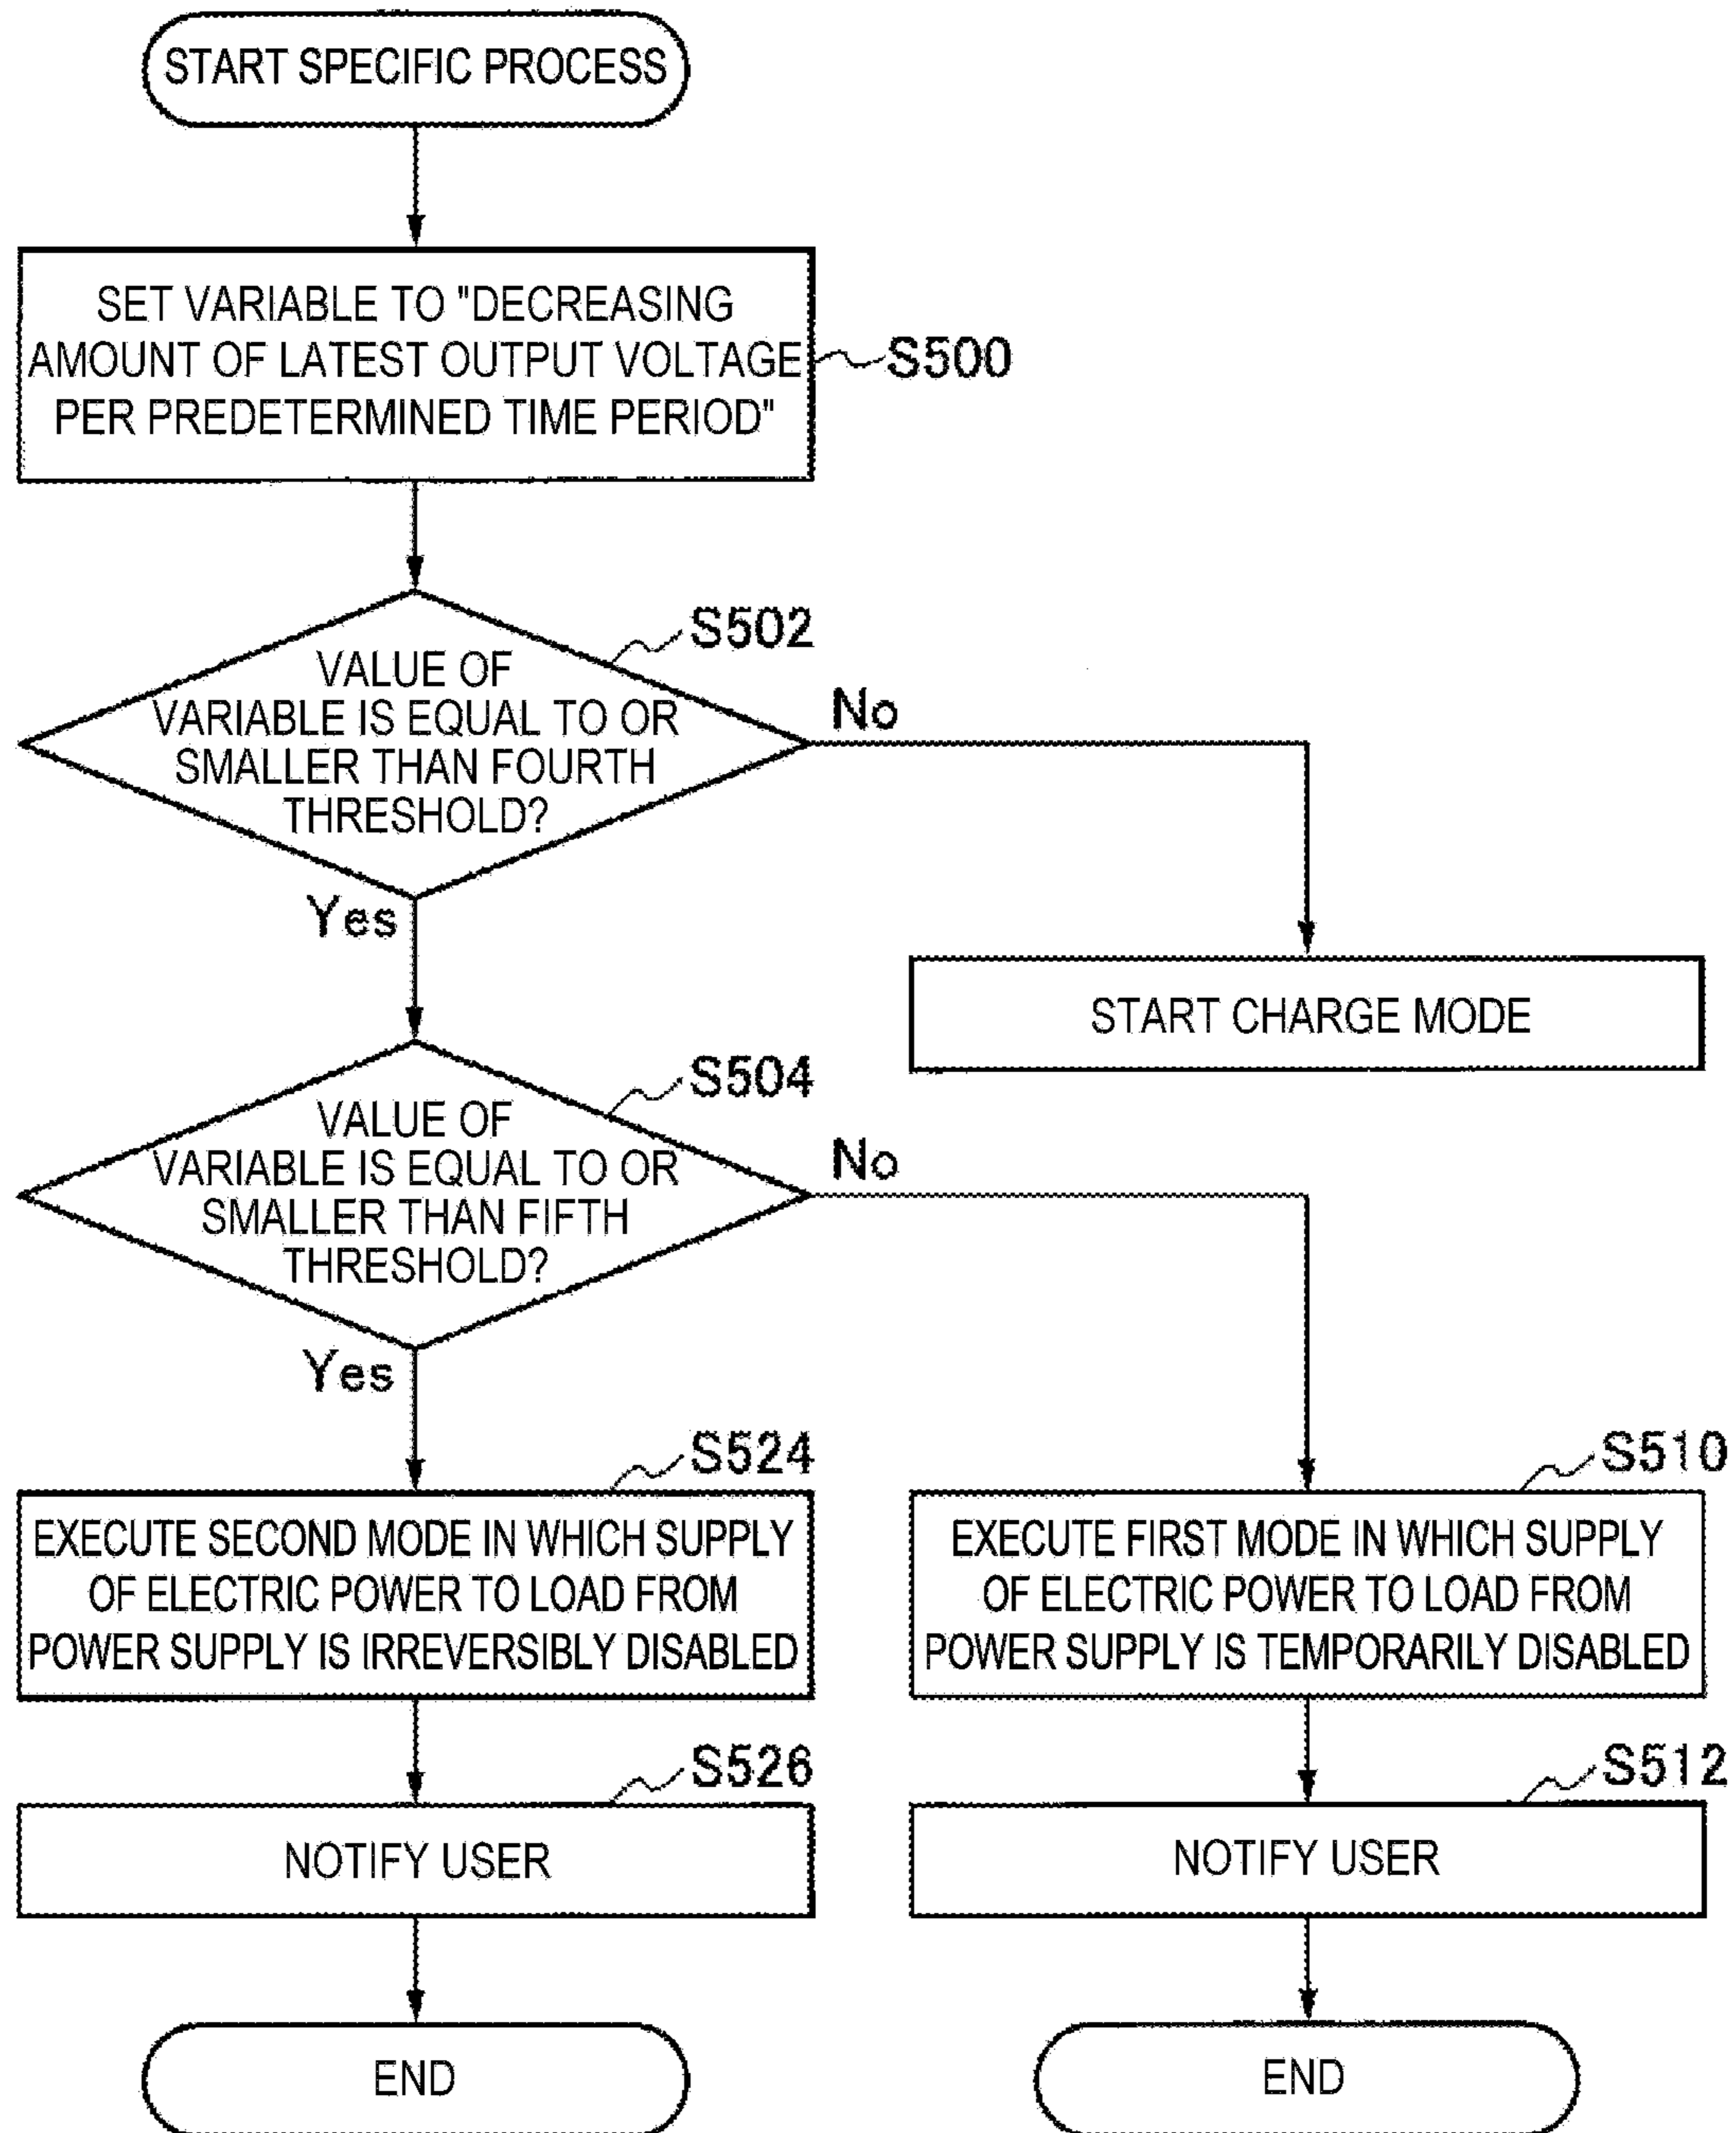 START SPECIFIC PROCESS
SET VARIABLE TO "DECREASING
AMOUNT OF LATEST OUTPUT VOLTAGE
PER PREDETERMINED TIME PERIOD"
S500
S502
VALUE OF
VARIABLE IS EQUAL TO OR
SMALLER THAN FOURTH
THRESHOLD?
No
Yes
START CHARGE MODE
S504
VALUE OF
VARIABLE IS EQUAL TO OR
SMALLER THAN FIFTH
THRESHOLD?
No
Yes
S524
EXECUTE SECOND MODE IN WHICH SUPPLY
OF ELECTRIC POWER TO LOAD FROM
POWER SUPPLY IS IRREVERSIBLY DISABLED
S510
EXECUTE FIRST MODE IN WHICH SUPPLY
OF ELECTRIC POWER TO LOAD FROM
POWER SUPPLY IS TEMPORARILY DISABLED
S526
NOTIFY USER
S512
NOTIFY USER
END
END